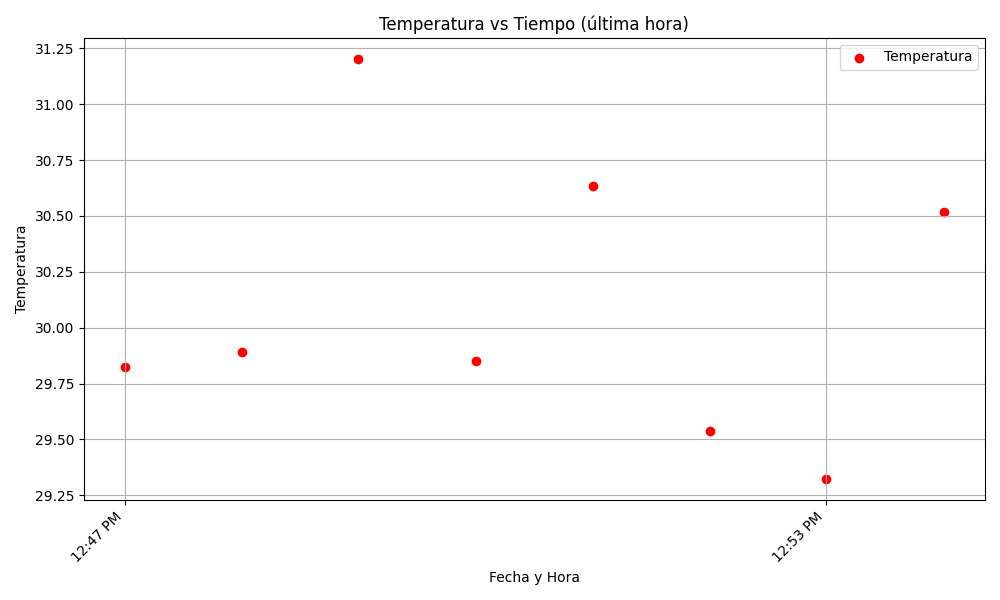 Temperatura vs Tiempo (última hora)
Temperatura
31.25
31.00
30.75
30.50
30.25
30.00
29.75
29.50
29.25
Temperatura
12:47 PM
12:53 PM
Fecha y Hora